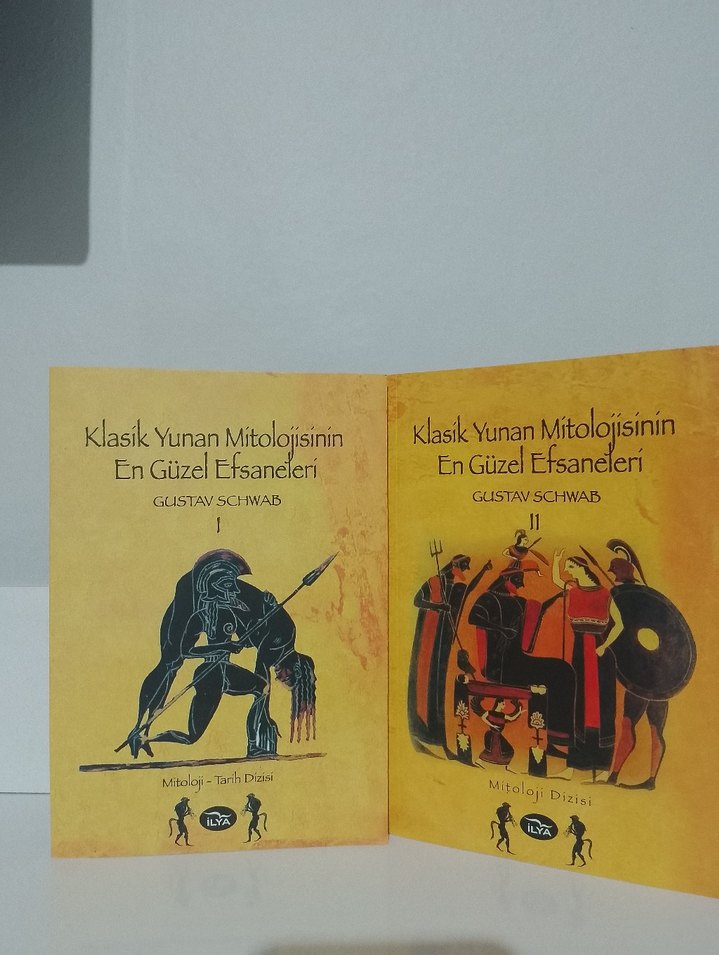 Klasik Yunan Mitolojisinin
En Güzel Efsaneleri
GUSTAV SCHWAB
I
Mitoloji - Tarih Dizisi
İLYA
Klasik Yunan Mitolojisinin
En Güzel Efsaneleri
GUSTAV SCHWAB
II
Mitoloji Dizisi
İLYA